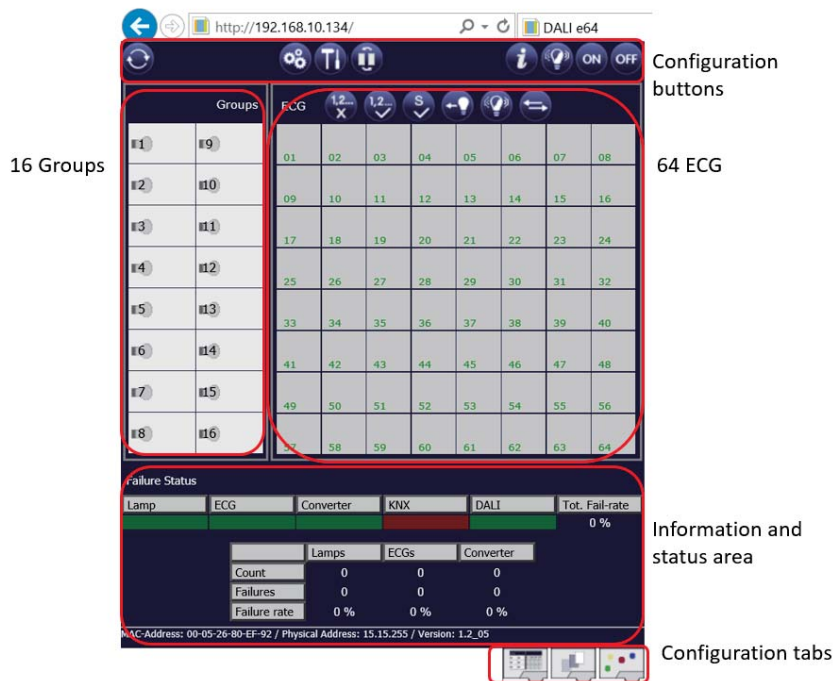 http://192.168.10.134/
DALI e64
i
ON
OFF
Configuration
buttons
Groups
ECG
1,2...
X
1,2...
S
16 Groups
64 ECG
1 9
2 10
3 11
4 12
5 13
6 14
7 15
8 16
01 02 03 04 05 06 07 08
09 10 11 12 13 14 15 16
17 18 19 20 21 22 23 24
25 26 27 28 29 30 31 32
33 34 35 36 37 38 39 40
41 42 43 44 45 46 47 48
49 50 51 52 53 54 55 56
57 58 59 60 61 62 63 64
Failure Status
Lamp ECG Converter KNX DALI Tot. Fail-rate
0 %
Lamps ECGs Converter
Count 0 0 0
Failures 0 0 0
Failure rate 0 % 0 % 0 %
MAC-Address: 00-05-26-80-EF-92 / Physical Address: 15.15.255 / Version: 1.2_05
Information and
status area
Configuration tabs